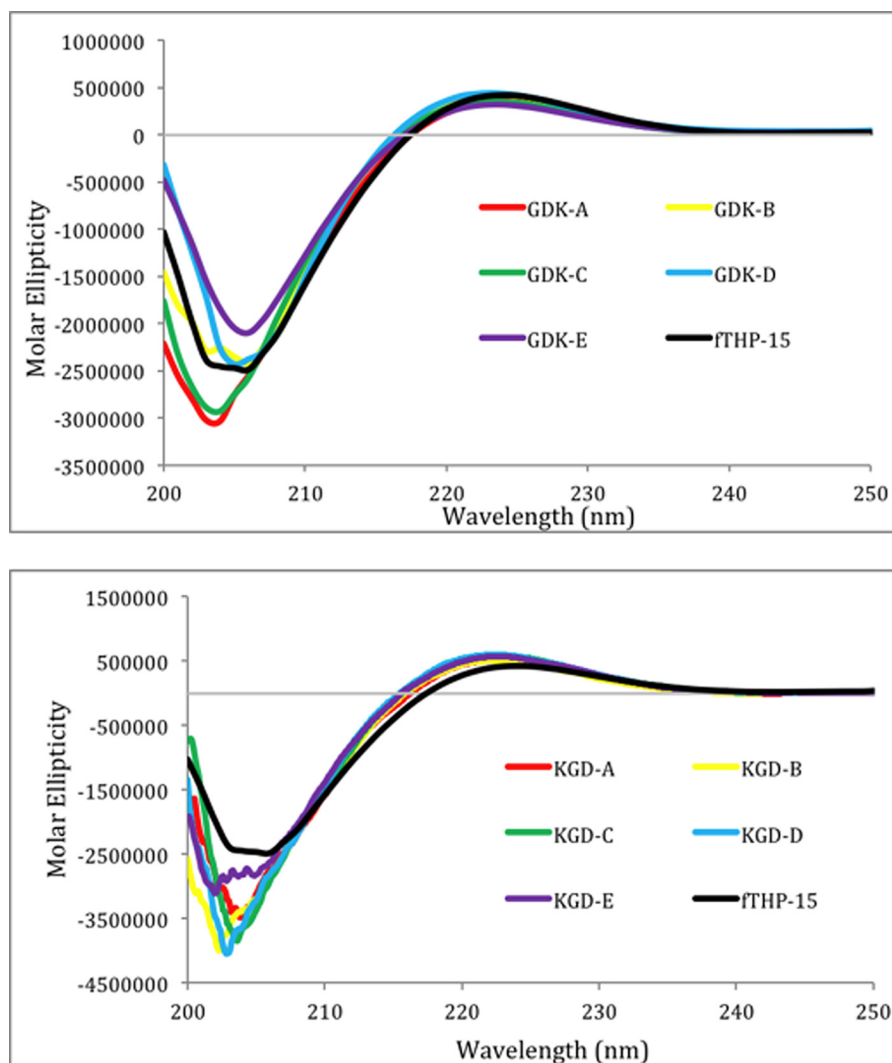 1000000
500000
0
-500000
-1000000
-1500000
-2000000
-2500000
-3000000
-3500000
Molar Ellipticity
GDK-A GDK-B
GDK-C GDK-D
GDK-E fTHP-15
200 210 220 230 240 250
Wavelength (nm)
1500000
500000
-500000
-1500000
-2500000
-3500000
-4500000
Molar Ellipticity
KGD-A KGD-B
KGD-C KGD-D
KGD-E fTHP-15
200 210 220 230 240 250
Wavelength (nm)